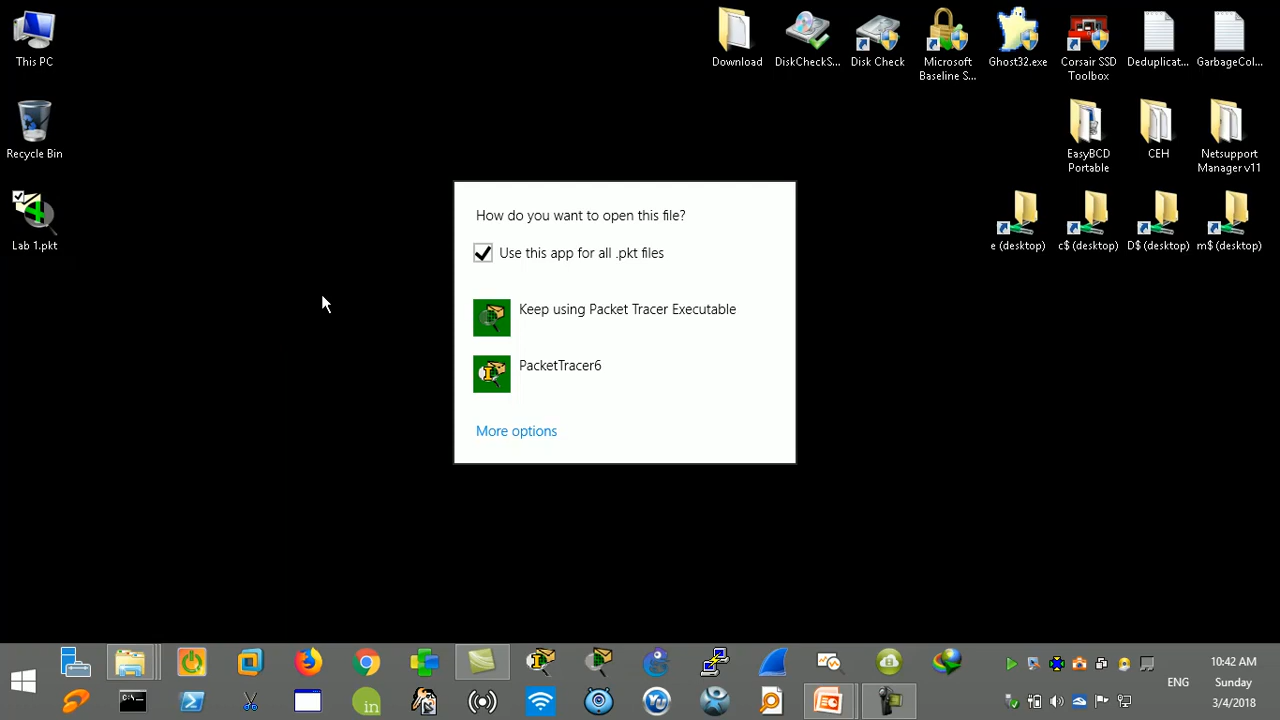 This PC
Recycle Bin
Lab 1.pkt
Download
DiskCheckS...
Disk Check
Microsoft
Baseline S...
Ghost32.exe
Corsair SSD
Toolbox
Deduplicat...
GarbageCol...
EasyBCD
Portable
CEH
Netsupport
Manager v11
e (desktop)
c$ (desktop)
D$ (desktop)
m$ (desktop)
How do you want to open this file?
Use this app for all .pkt files
Keep using Packet Tracer Executable
PacketTracer6
More options
in
10:42 AM
ENG
Sunday
3/4/2018